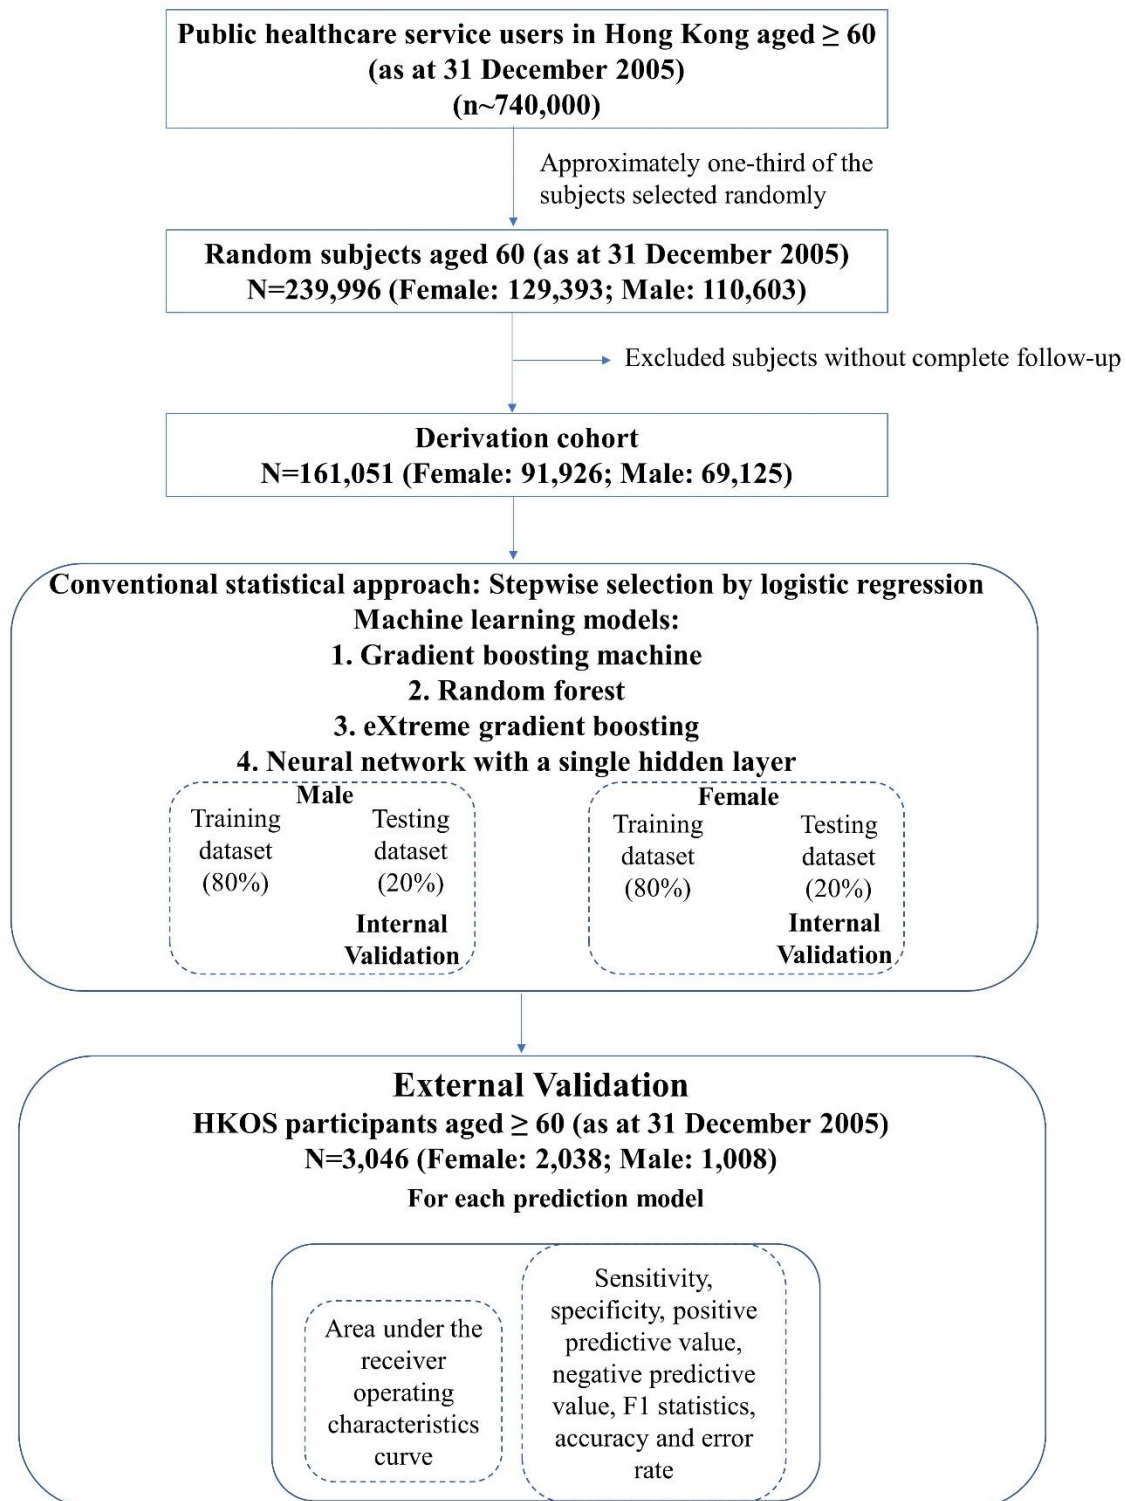 Public healthcare service users in Hong Kong aged ≥ 60
(as at 31 December 2005)
(n~740,000)
Approximately one-third of the
subjects selected randomly
Random subjects aged 60 (as at 31 December 2005)
N=239,996 (Female: 129,393; Male: 110,603)
Excluded subjects without complete follow-up
Derivation cohort
N=161,051 (Female: 91,926; Male: 69,125)
Conventional statistical approach: Stepwise selection by logistic regression
Machine learning models:
1. Gradient boosting machine
2. Random forest
3. eXtreme gradient boosting
4. Neural network with a single hidden layer
Male
Training
dataset
(80%)
Testing
dataset
(20%)
Internal
Validation
Female
Training
dataset
(80%)
Testing
dataset
(20%)
Internal
Validation
External Validation
HKOS participants aged ≥ 60 (as at 31 December 2005)
N=3,046 (Female: 2,038; Male: 1,008)
For each prediction model
Area under the
receiver
operating
characteristics
curve
Sensitivity,
specificity, positive
predictive value,
negative predictive
value, F1 statistics,
accuracy and error
rate